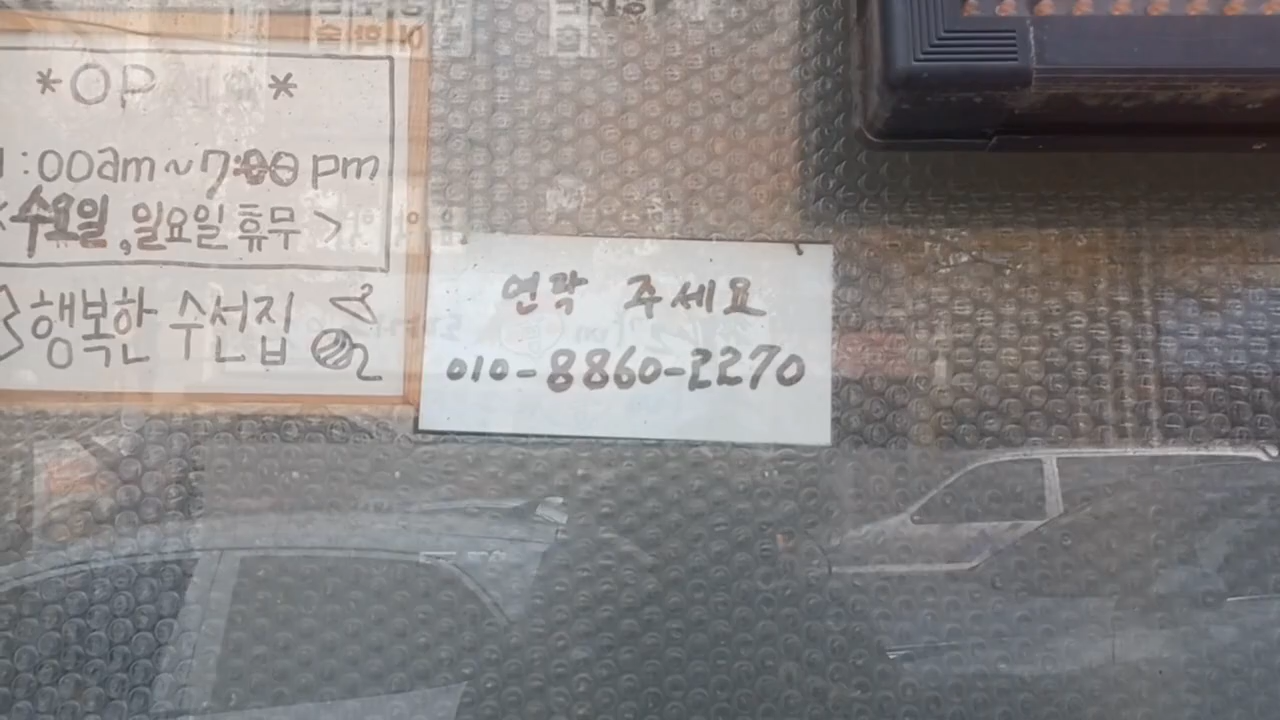 *OP *
:00am~7:00pm
<수요일,일요일 휴무>
행복한 수선집
연락 주세요
010-8860-2270